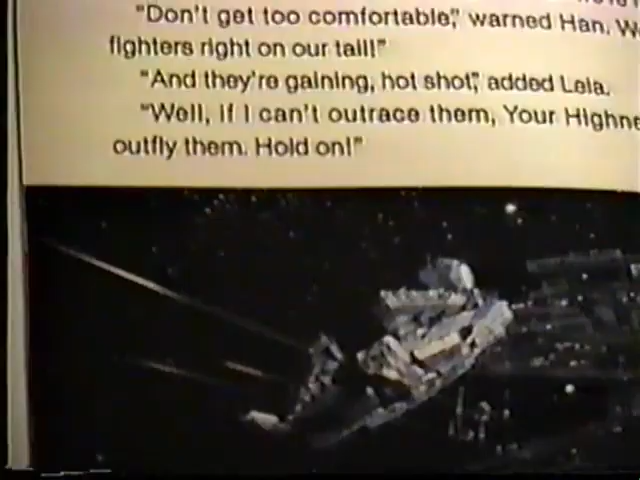 "Don't get too comfortable," warned Han. We
fighters right on our tail!"
"And they're gaining, hot shot," added Leia.
"Well, if I can't outrace them, Your Highne
outfly them. Hold on!"